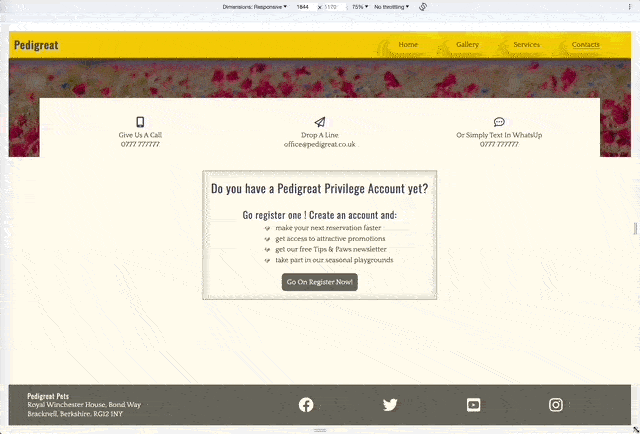 Dimensions: Responsive ▼ 1844 x 1170 75% ▼ No throttling ▼
Pedigreat
Home Gallery Services Contacts
Give Us A Call
0777 777777
Drop A Line
office@pedigreat.co.uk
Or Simply Text In WhatsUp
0777 777777
Do you have a Pedigreat Privilege Account yet?
Go register one ! Create an account and:
make your next reservation faster
get access to attractive promotions
get our free Tips & Paws newsletter
take part in our seasonal playgrounds
Go On Register Now!
Pedigreat Pets
Royal Winchester House, Bond Way
Bracknell, Berkshire, RG12 1NY